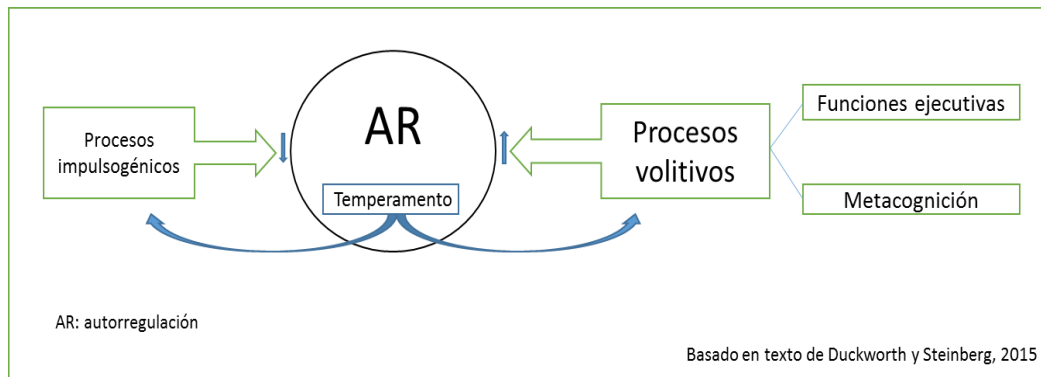 Procesos
impulsogénicos
AR
Temperamento
Procesos
volitivos
Funciones ejecutivas
Metacognición
AR: autorregulación
Basado en texto de Duckworth y Steinberg, 2015